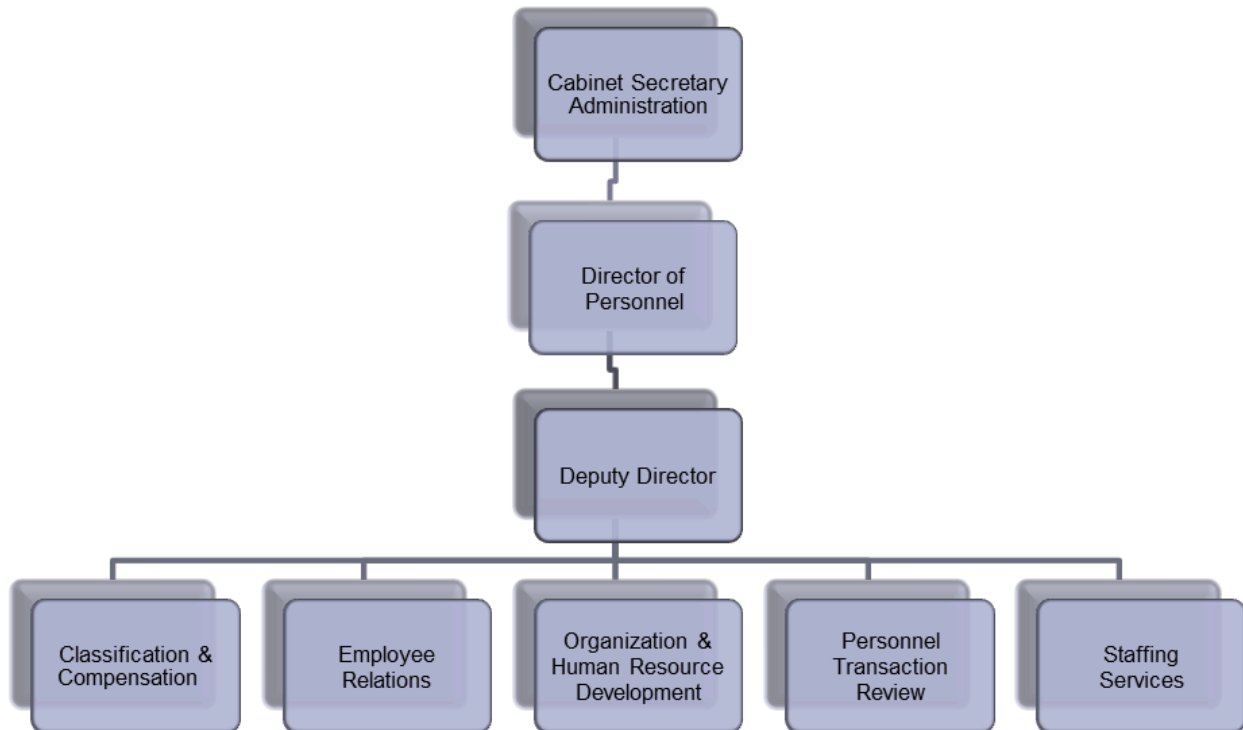 Cabinet Secretary
Administration
Director of
Personnel
Deputy Director
Classification &
Compensation
Employee
Relations
Organization &
Human Resource
Development
Personnel
Transaction
Review
Staffing
Services